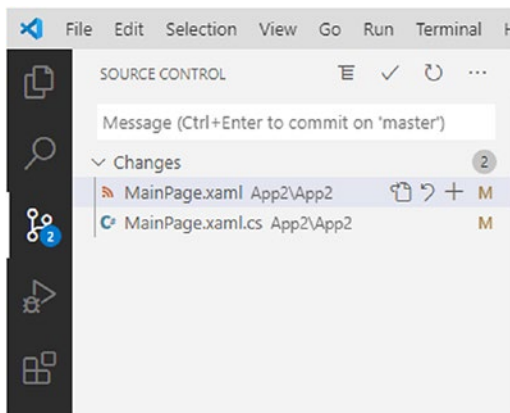 File Edit Selection View Go Run Terminal
SOURCE CONTROL
Message (Ctrl+Enter to commit on 'master')
Changes 2
MainPage.xaml App2\App2 M
C# MainPage.xaml.cs App2\App2 M
2